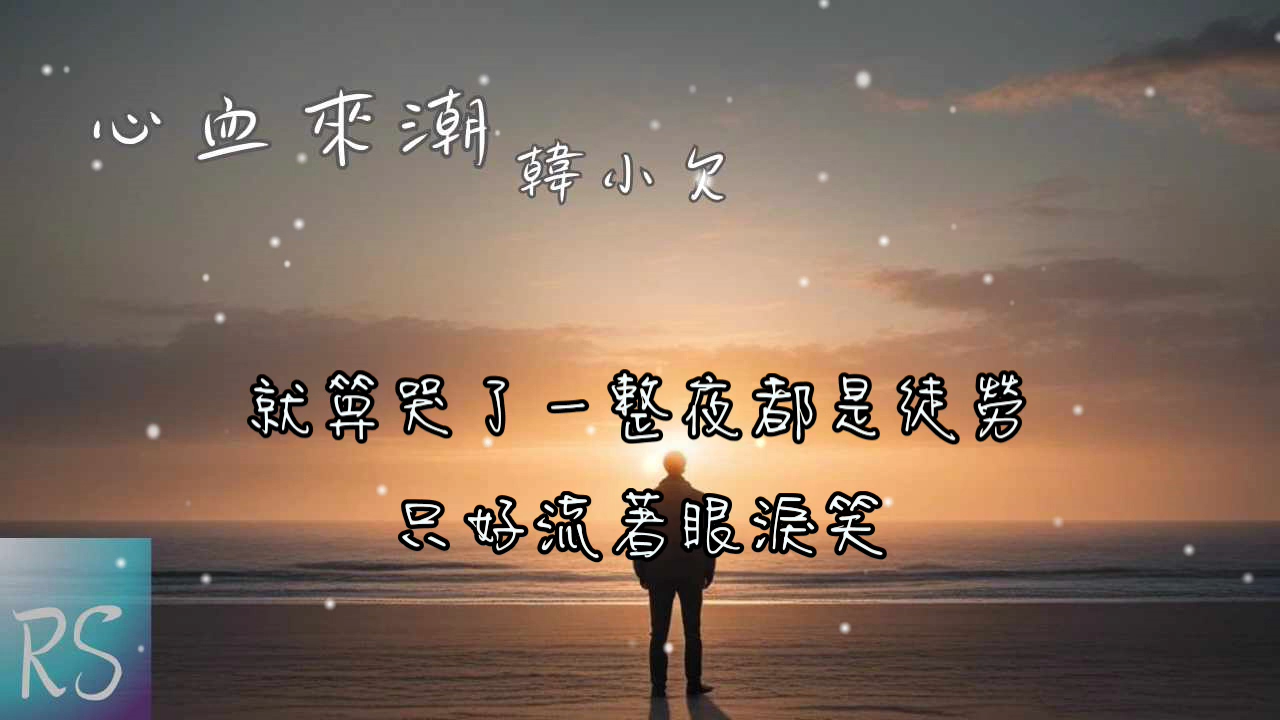 心血來潮
韓小欠
就算哭了一整夜都是徒勞
只好流著眼淚笑
RS